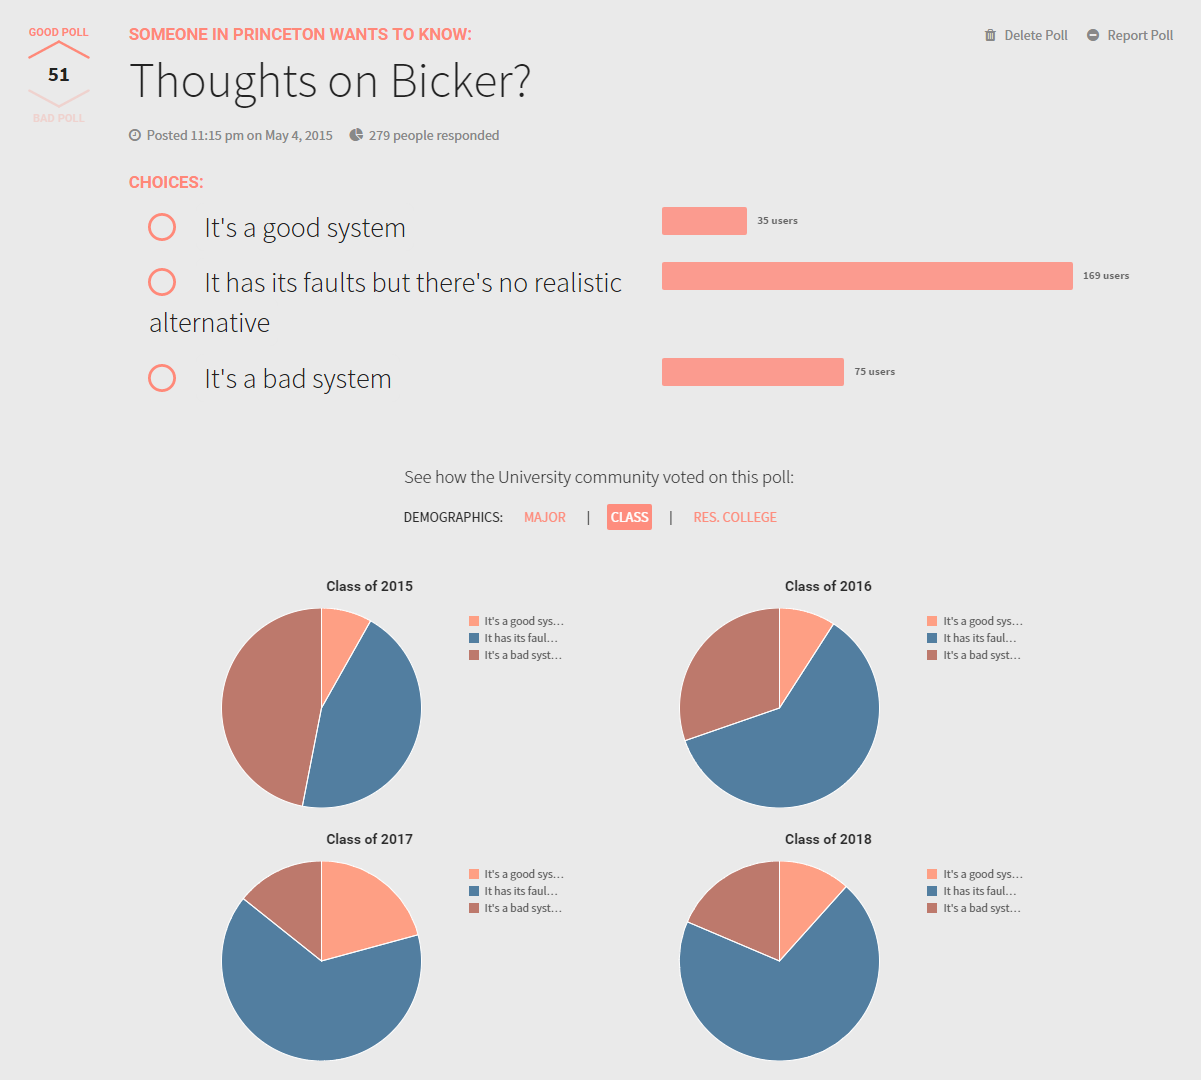 GOOD POLL
51
BAD POLL
SOMEONE IN PRINCETON WANTS TO KNOW:
Delete Poll
Report Poll
Thoughts on Bicker?
Posted 11:15 pm on May 4, 2015
279 people responded
CHOICES:
It's a good system
35 users
It has its faults but there's no realistic
alternative
169 users
It's a bad system
75 users
See how the University community voted on this poll:
DEMOGRAPHICS: MAJOR | CLASS | RES. COLLEGE
Class of 2015
It's a good sys...
It has its faul...
It's a bad syst...
Class of 2016
It's a good sys...
It has its faul...
It's a bad syst...
Class of 2017
It's a good sys...
It has its faul...
It's a bad syst...
Class of 2018
It's a good sys...
It has its faul...
It's a bad syst...